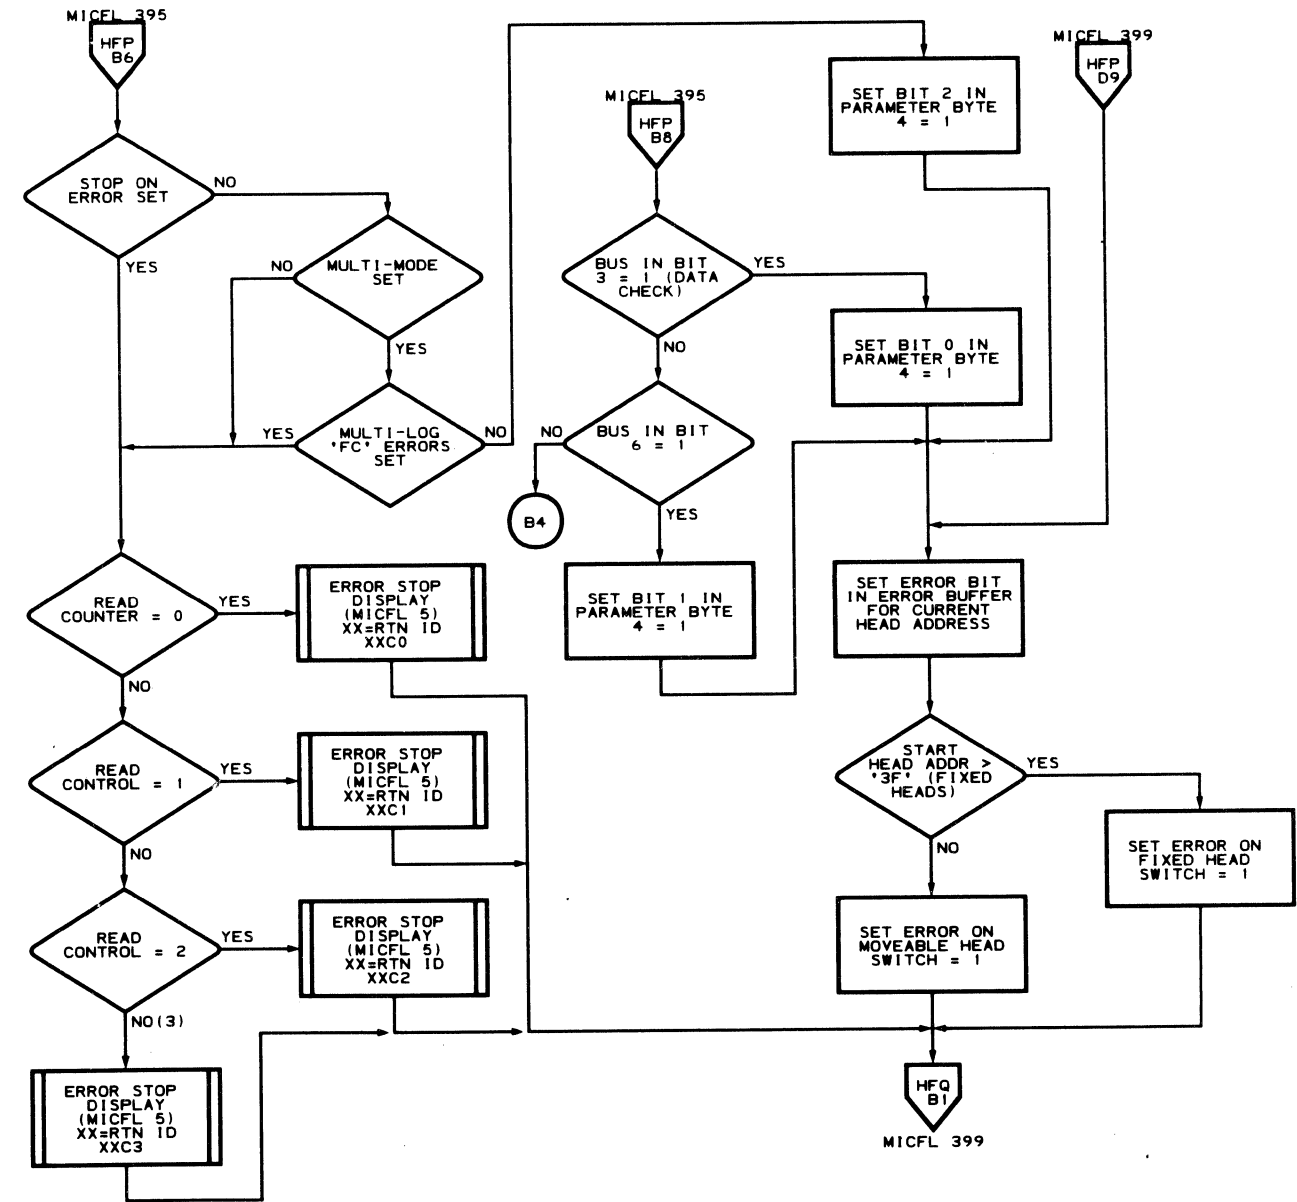 MICFL 395
HFP
B6
STOP ON
ERROR SET
NO
YES
MULTI-MODE
SET
NO
YES
MULTI-LOG
'FC' ERRORS
SET
YES
NO
READ
COUNTER = 0
YES
NO
ERROR STOP
DISPLAY
(MICFL 5)
XX=RTN ID
XXC0
READ
CONTROL = 1
YES
NO
ERROR STOP
DISPLAY
(MICFL 5)
XX=RTN ID
XXC1
READ
CONTROL = 2
YES
NO(3)
ERROR STOP
DISPLAY
(MICFL 5)
XX=RTN ID
XXC2
ERROR STOP
DISPLAY
(MICFL 5)
XX=RTN ID
XXC3
MICFL 395
HFP
B8
BUS IN BIT
3 = 1 (DATA
CHECK)
YES
NO
BUS IN BIT
6 = 1
NO
B4
YES
SET BIT 1 IN
PARAMETER BYTE
4 = 1
SET BIT 2 IN
PARAMETER BYTE
4 = 1
SET BIT 0 IN
PARAMETER BYTE
4 = 1
MICFL 399
HFP
D9
SET ERROR BIT
IN ERROR BUFFER
FOR CURRENT
HEAD ADDRESS
START
HEAD ADDR >
'3F' (FIXED
HEADS)
YES
NO
SET ERROR ON
FIXED HEAD
SWITCH = 1
SET ERROR ON
MOVEABLE HEAD
SWITCH = 1
HFQ
B1
MICFL 399